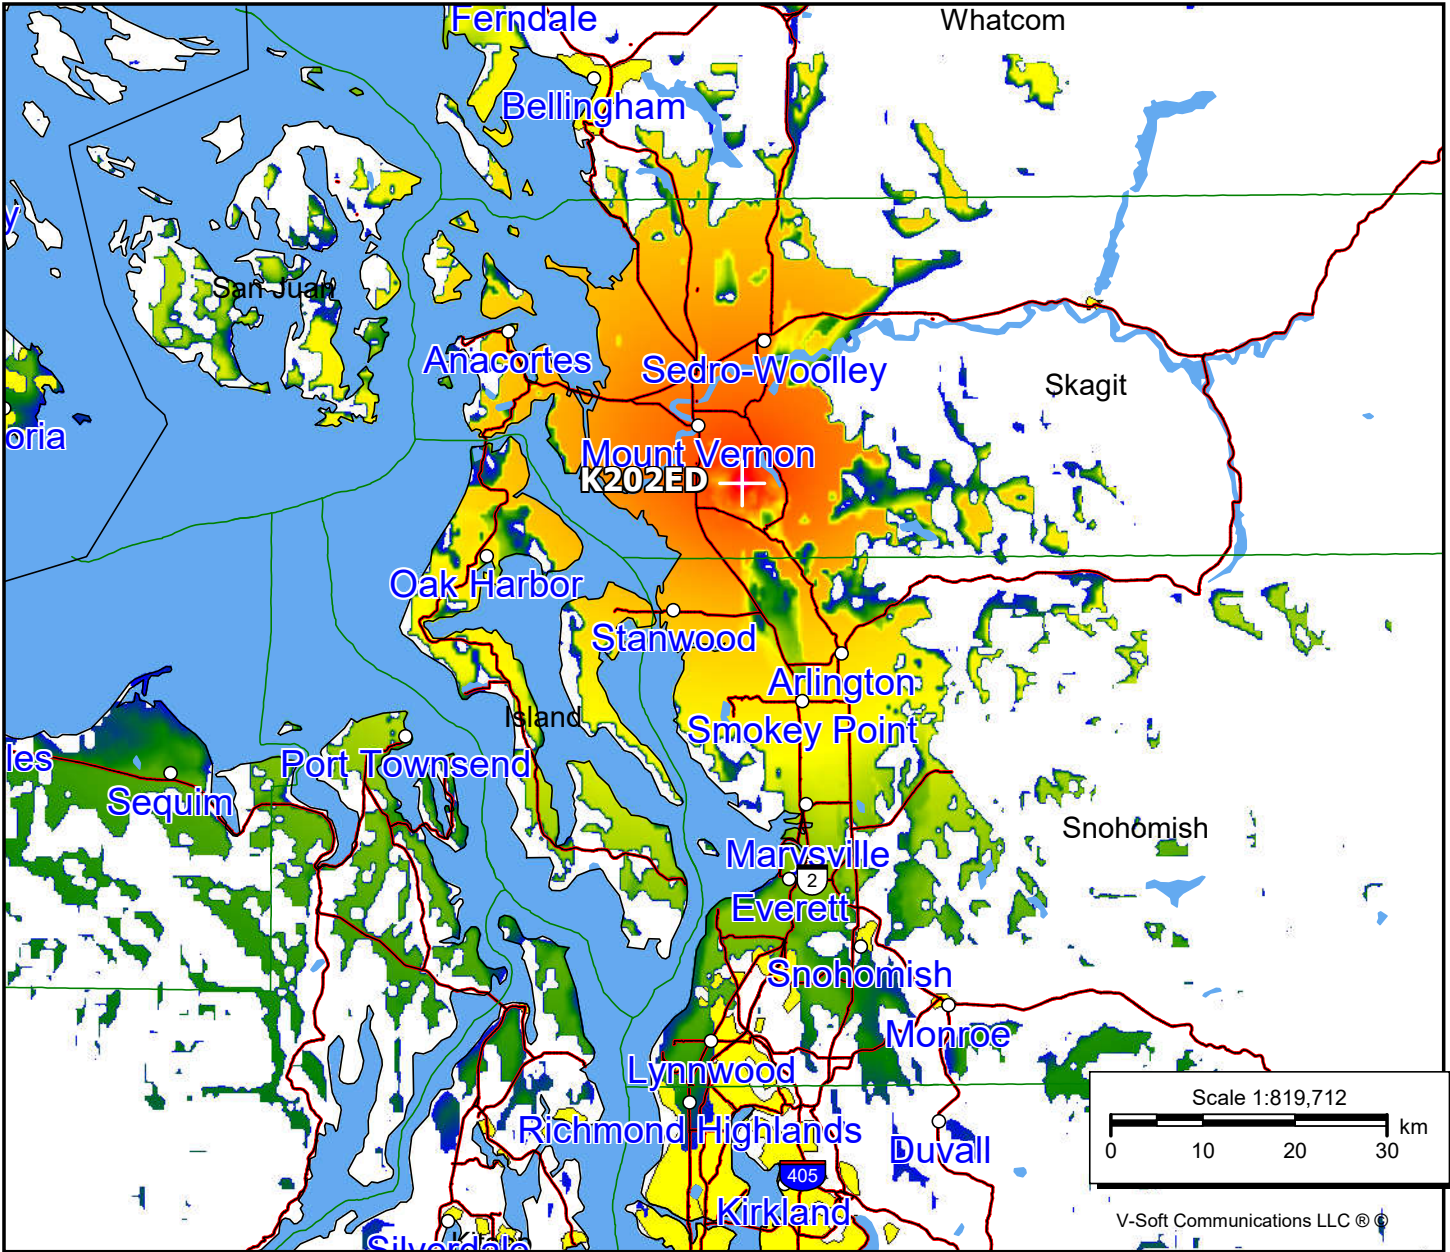 Ferndale
Whatcom
Bellingham
y
San Juan
Anacortes
Sedro-Woolley
Skagit
oria
Mount Vernon
K202ED
Oak Harbor
Stanwood
Arlington
Island
Smokey Point
les
Port Townsend
Sequim
Snohomish
Marysville
2
Everett
Snohomish
Monroe
Lynnwood
Richmond Highlands
Duvall
405
Kirkland
Silverdale
Scale 1:819,712
km
0 10 20 30
V-Soft Communications LLC ® ©